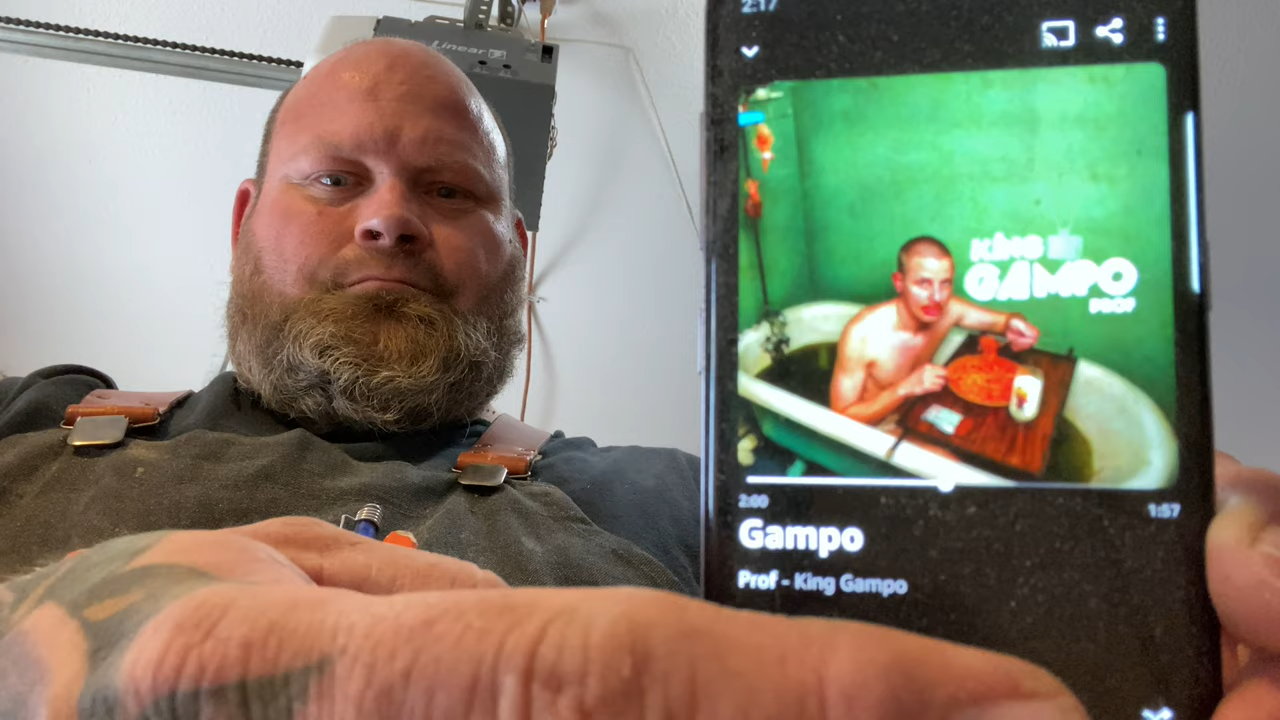 Linear
2:17
KING
GAMPO
PROF
2:00
1:57
Gampo
Prof - King Gampo